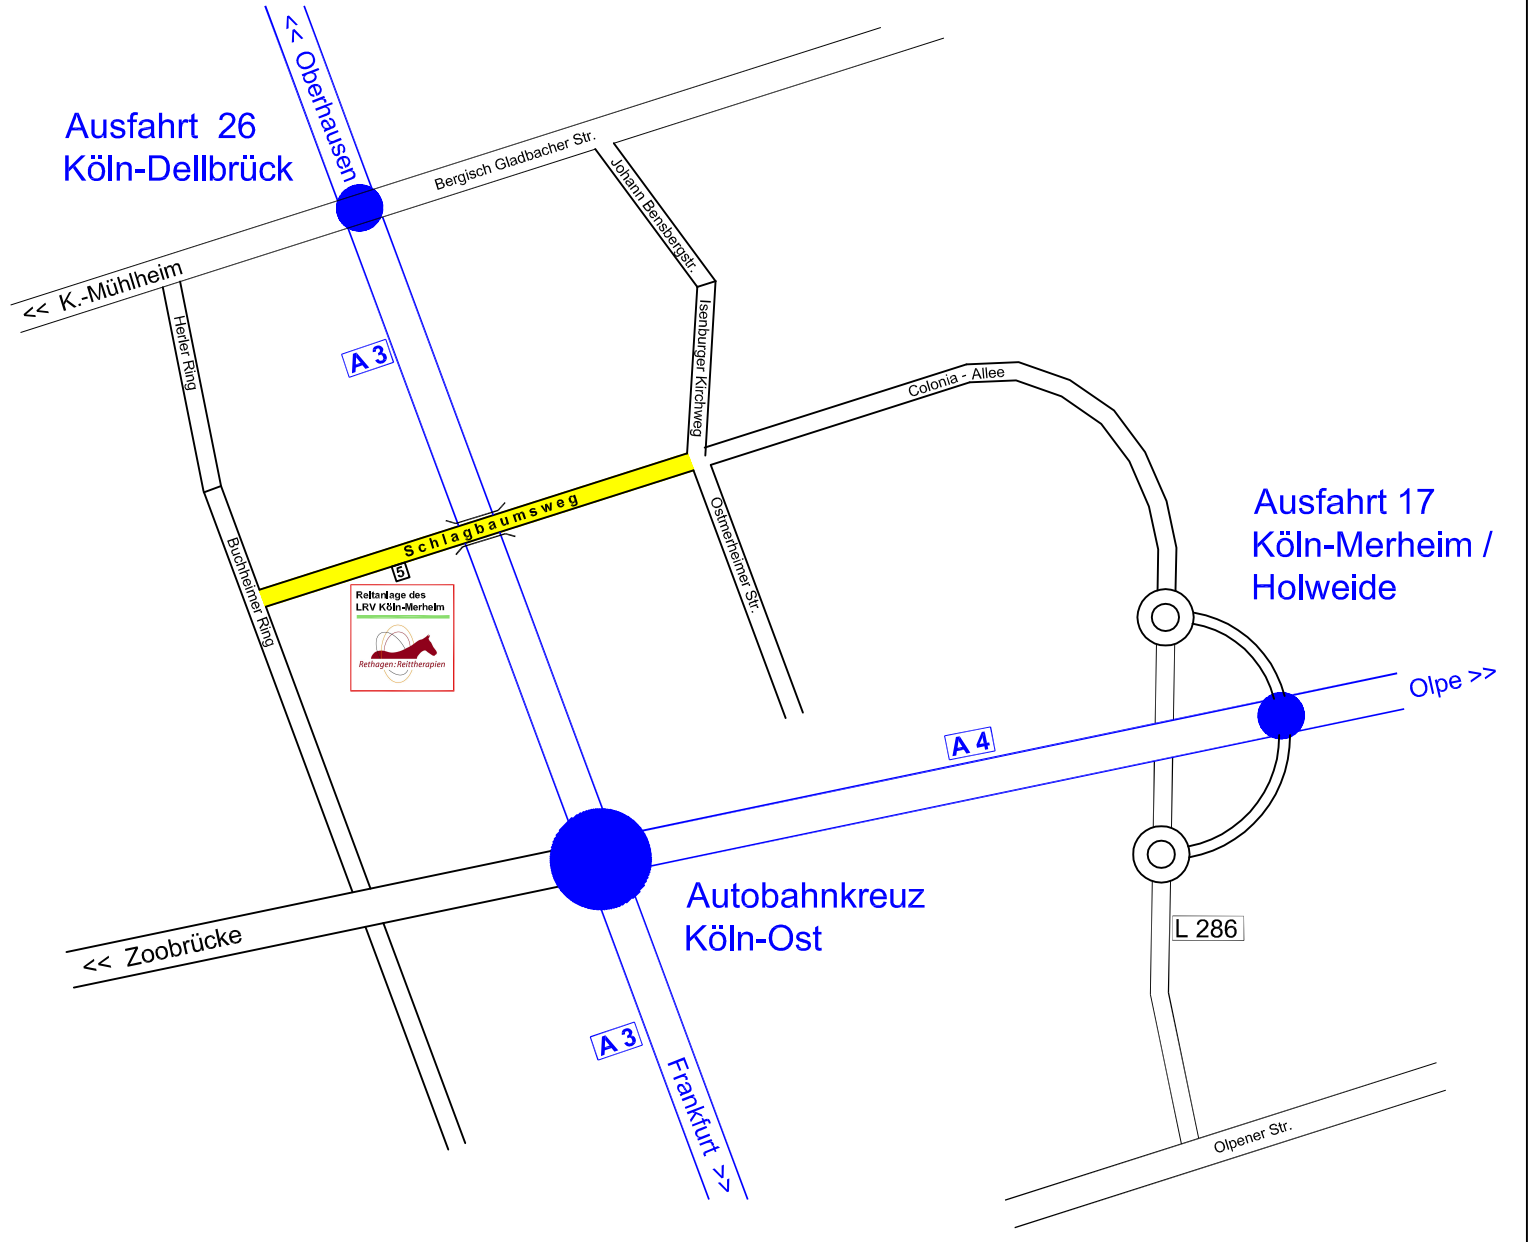 << Oberhausen
Ausfahrt 26
Köln-Dellbrück
Bergisch Gladbacher Str.
Johann Bensbergstr.
<< K.-Mühlheim
Herler Ring
A 3
Isenburger Kirchweg
Colonia - Allee
Schlagbaumsweg
Ostmerheimer Str.
Ausfahrt 17
Köln-Merheim /
Holweide
Buchheimer Ring
5
Reitanlage des
LRV Köln-Merheim
Rethagen:Reittherapien
Olpe >>
A 4
Autobahnkreuz
Köln-Ost
<< Zoobrücke
L 286
A 3
Frankfurt >>
Olpener Str.